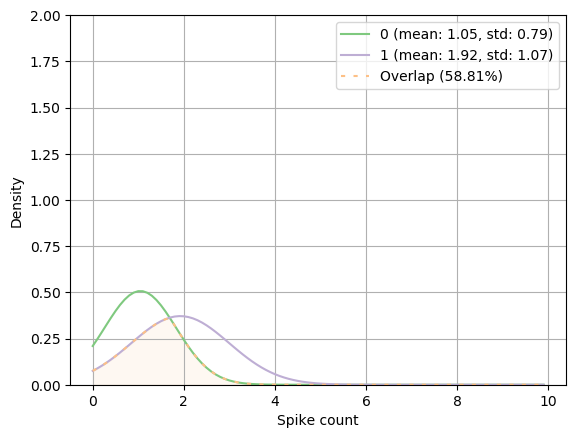 2.00
1.75
1.50
1.25
1.00
0.75
0.50
0.25
0.00
Density
0 (mean: 1.05, std: 0.79)
1 (mean: 1.92, std: 1.07)
Overlap (58.81%)
0 2 4 6 8 10
Spike count